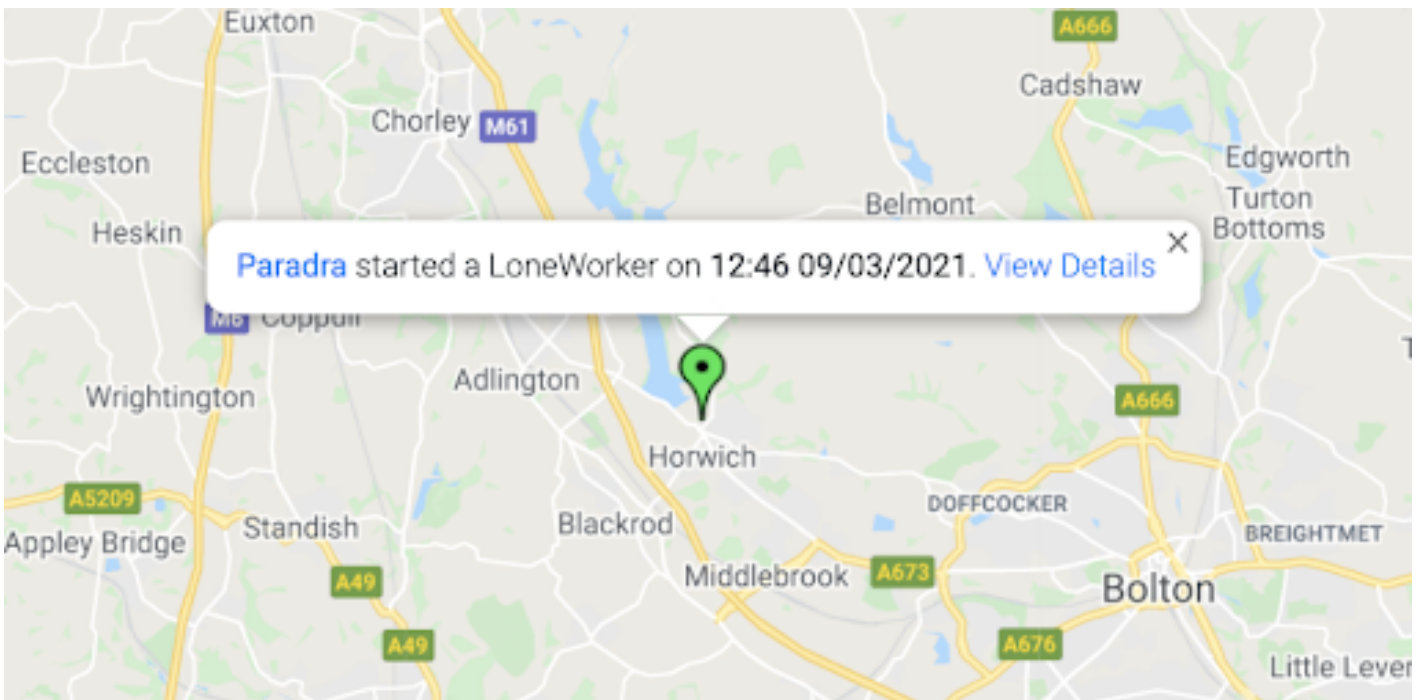 Euxton
A666
Cadshaw
Chorley
M61
Eccleston
Edgworth
Turton
Bottoms
Belmont
Heskin
Paradra started a LoneWorker on 12:46 09/03/2021. View Details
M6
Coppull
Adlington
Wrightington
A666
Horwich
A5209
DOFFCOCKER
Standish
Blackrod
BREIGHTMET
Appley Bridge
Middlebrook
A673
A49
Bolton
A49
A676
Little Lever